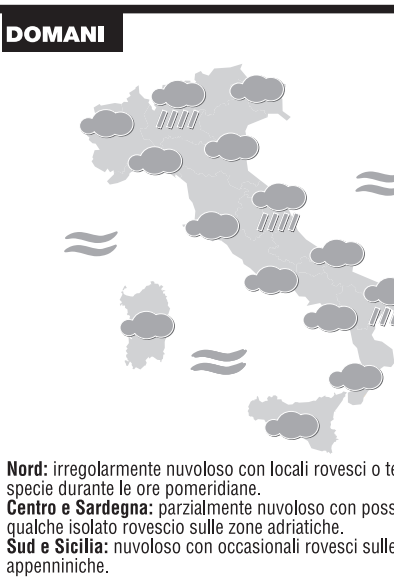 DOMANI
Nord: irregolarmente nuvoloso con locali rovesci o
specie durante le ore pomeridiane.
Centro e Sardegna: parzialmente nuvoloso con
qualche isolato rovescio sulle zone adriatiche.
Sud e Sicilia: nuvoloso con occasionali rovesci sulle
appenniniche.